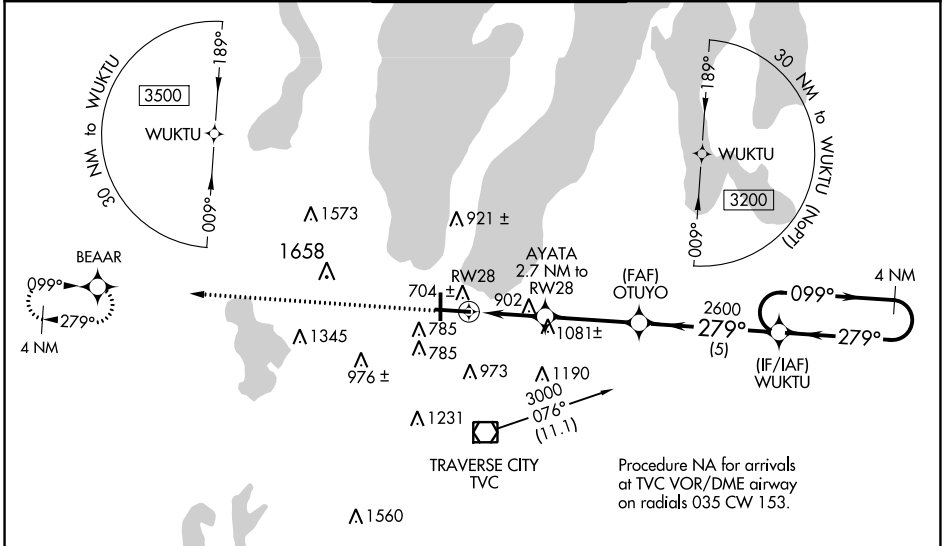 30 NM to WUKTU
189°
3500
WUKTU
009°
30 NM to WUKTU (NoPT)
189°
WUKTU
3200
009°
1573
921 ±
1658
BEAAR
099°
279°
4 NM
704 ±
RW28
902
AYATA
2.7 NM to
RW28
1081±
(FAF)
OTUYO
2600
279°
(5)
099°
4 NM
279°
(IF/IAF)
WUKTU
1345
785
785
976 ±
973
1190
1231
3000
076°
(11.1)
TRAVERSE CITY
TVC
Procedure NA for arrivals
at TVC VOR/DME airway
on radials 035 CW 153.
1560